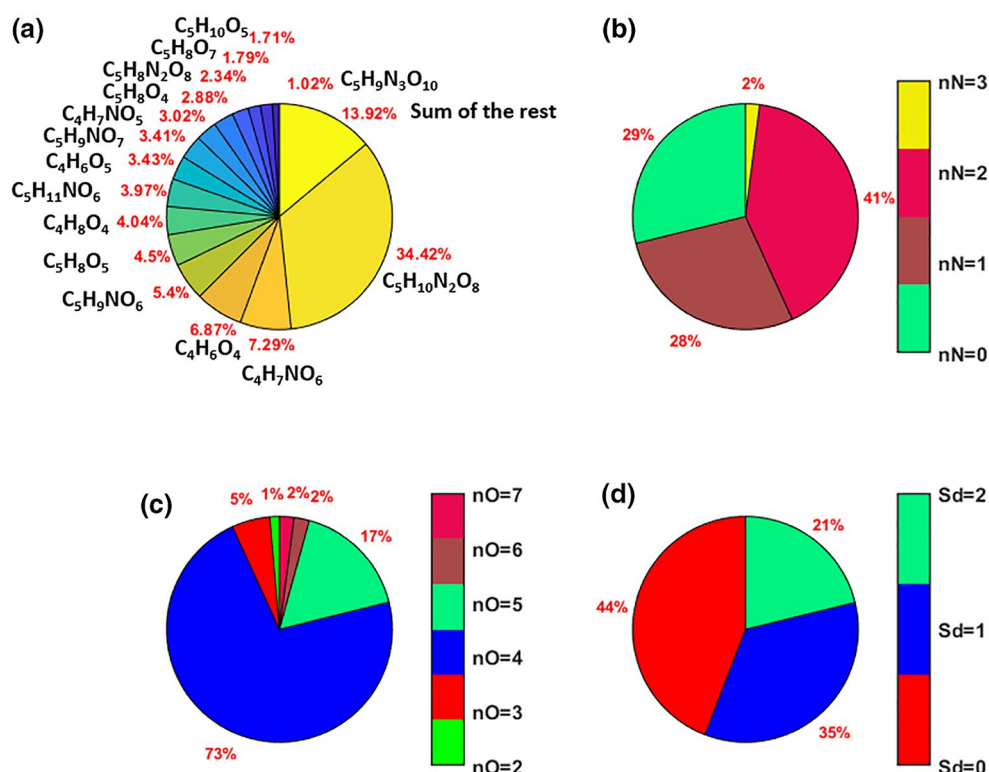 (a)
C₅H₁₀O₅ 1.71%
C₅H₈O₇ 1.79%
C₅H₈N₂O₈ 2.34%
C₅H₈O₄ 2.88%
C₄H₇NO₅ 3.02%
C₅H₉NO₇ 3.41%
C₄H₆O₅ 3.43%
C₅H₁₁NO₆ 3.97%
C₄H₈O₄ 4.04%
C₅H₈O₅ 4.5%
C₅H₉NO₆ 5.4%
6.87%
C₄H₆O₄
7.29%
C₄H₇NO₆
1.02% C₅H₉N₃O₁₀
13.92% Sum of the rest
34.42%
C₅H₁₀N₂O₈
(b)
2%
29%
41%
28%
nN=3
nN=2
nN=1
nN=0
(c)
5% 1% 2% 2%
17%
73%
nO=7
nO=6
nO=5
nO=4
nO=3
nO=2
(d)
21%
44%
35%
Sd=2
Sd=1
Sd=0